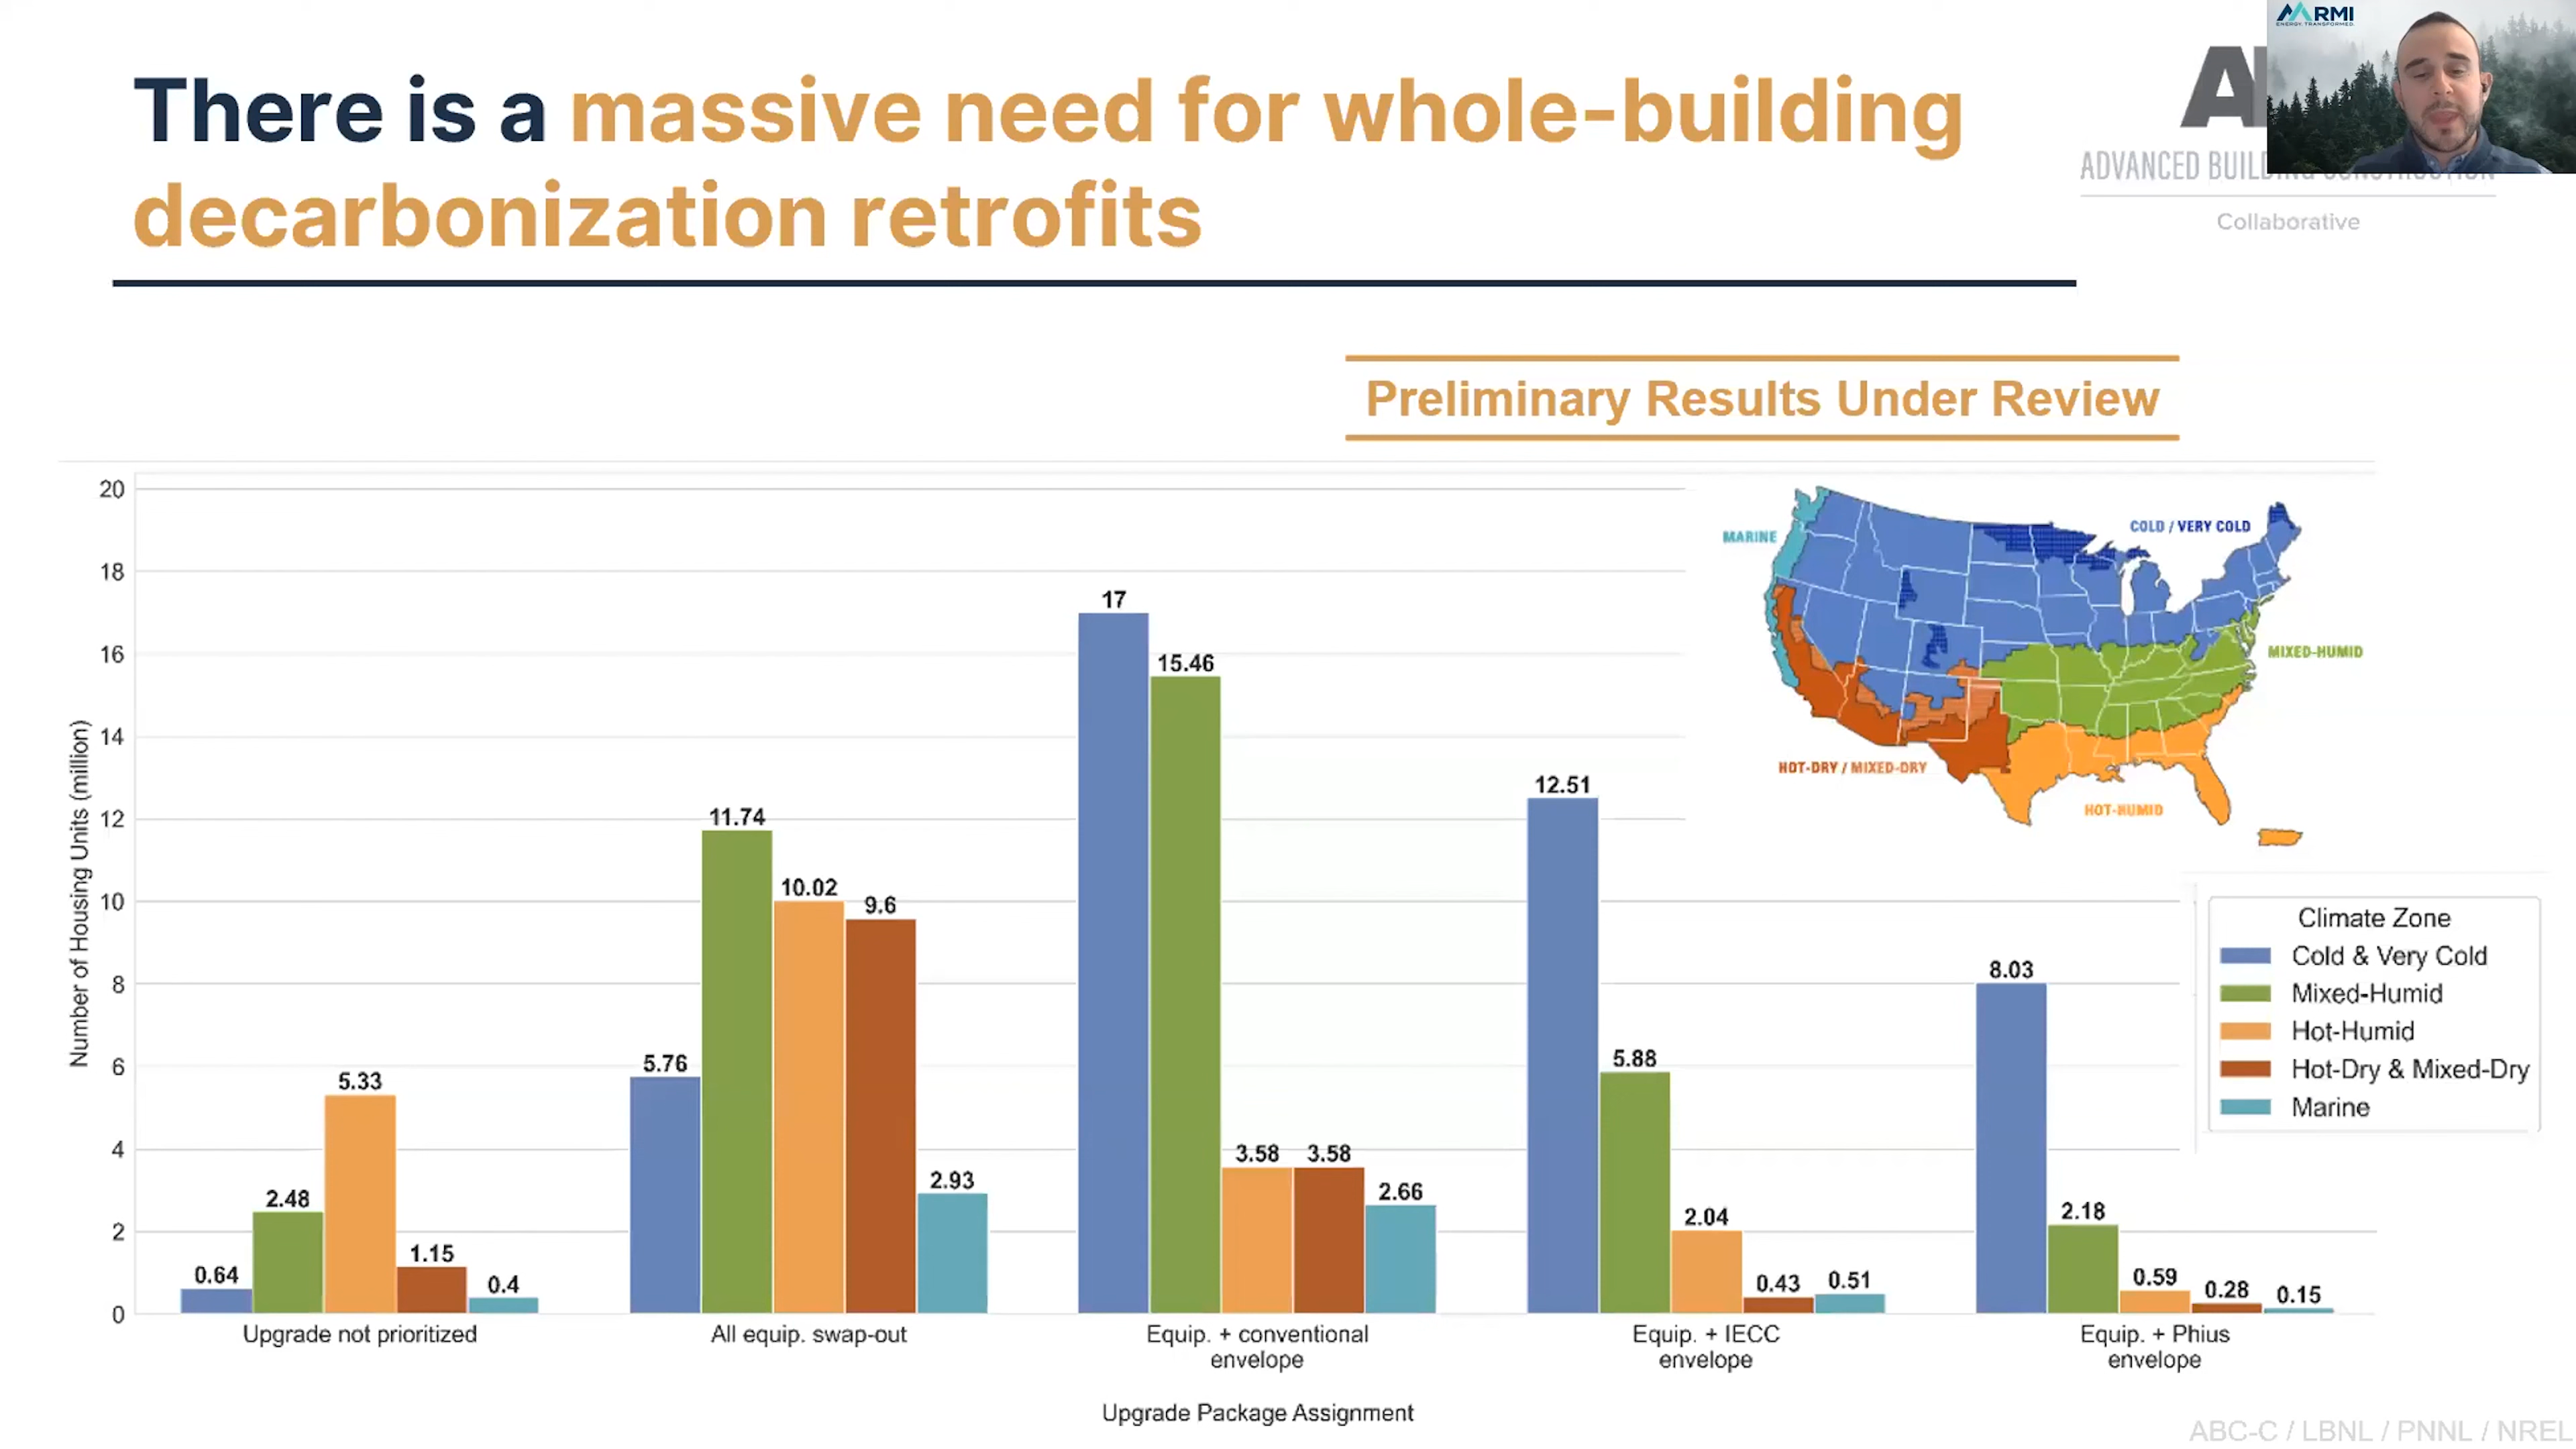 There is a massive need for whole-building
decarbonization retrofits
RMI
ENERGY TRANSFORMED
ADVANCED BUILDING CONSTRUCTION
Collaborative
Preliminary Results Under Review
Number of Housing Units (million)
20
18
16
14
12
10
8
6
4
2
0
0.64
2.48
5.33
1.15
0.4
5.76
11.74
10.02
9.6
2.93
17
15.46
3.58
3.58
2.66
12.51
5.88
2.04
0.43
0.51
8.03
2.18
0.59
0.28
0.15
Upgrade not prioritized
All equip. swap-out
Equip. + conventional
envelope
Equip. + IECC
envelope
Equip. + Phius
envelope
Upgrade Package Assignment
MARINE
COLD / VERY COLD
MIXED-HUMID
HOT-DRY / MIXED-DRY
HOT-HUMID
Climate Zone
Cold & Very Cold
Mixed-Humid
Hot-Humid
Hot-Dry & Mixed-Dry
Marine
ABC-C / LBNL / PNNL / NREL